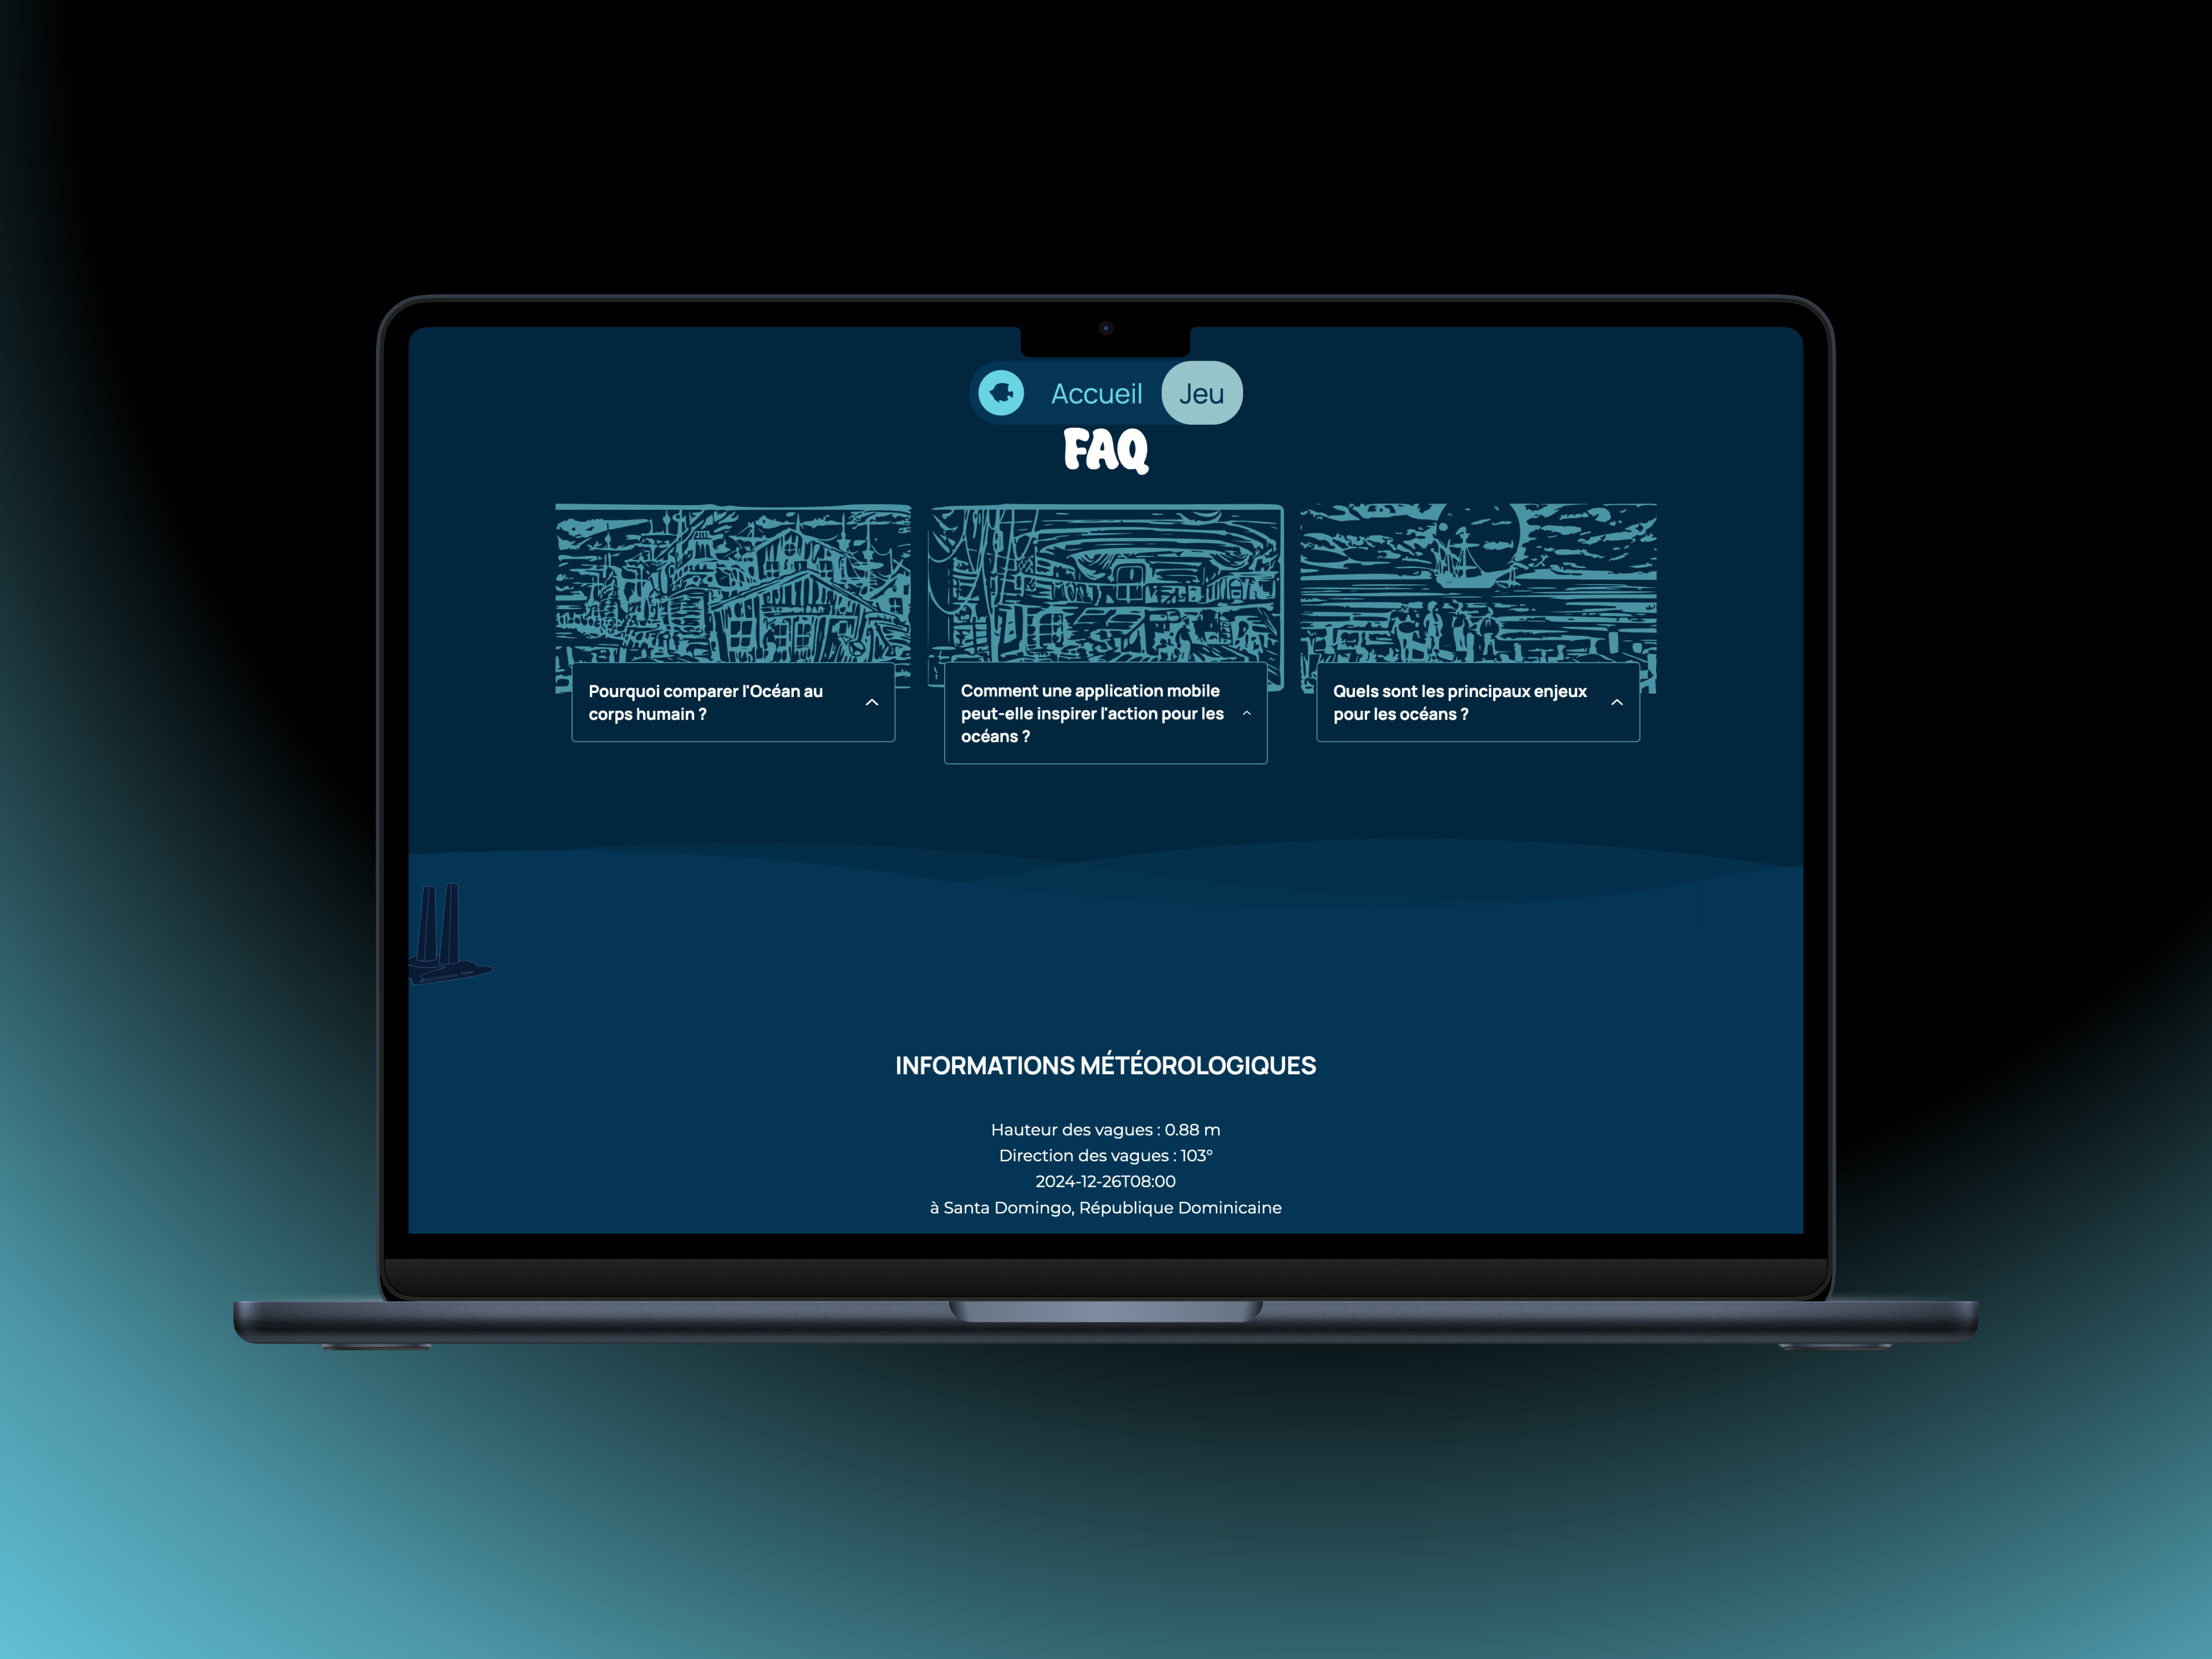 Accueil Jeu
FAQ
Pourquoi comparer l'Océan au
corps humain ?
Comment une application mobile
peut-elle inspirer l'action pour les
océans ?
Quels sont les principaux enjeux
pour les océans ?
INFORMATIONS MÉTÉOROLOGIQUES
Hauteur des vagues : 0.88 m
Direction des vagues : 103°
2024-12-26T08:00
à Santa Domingo, République Dominicaine